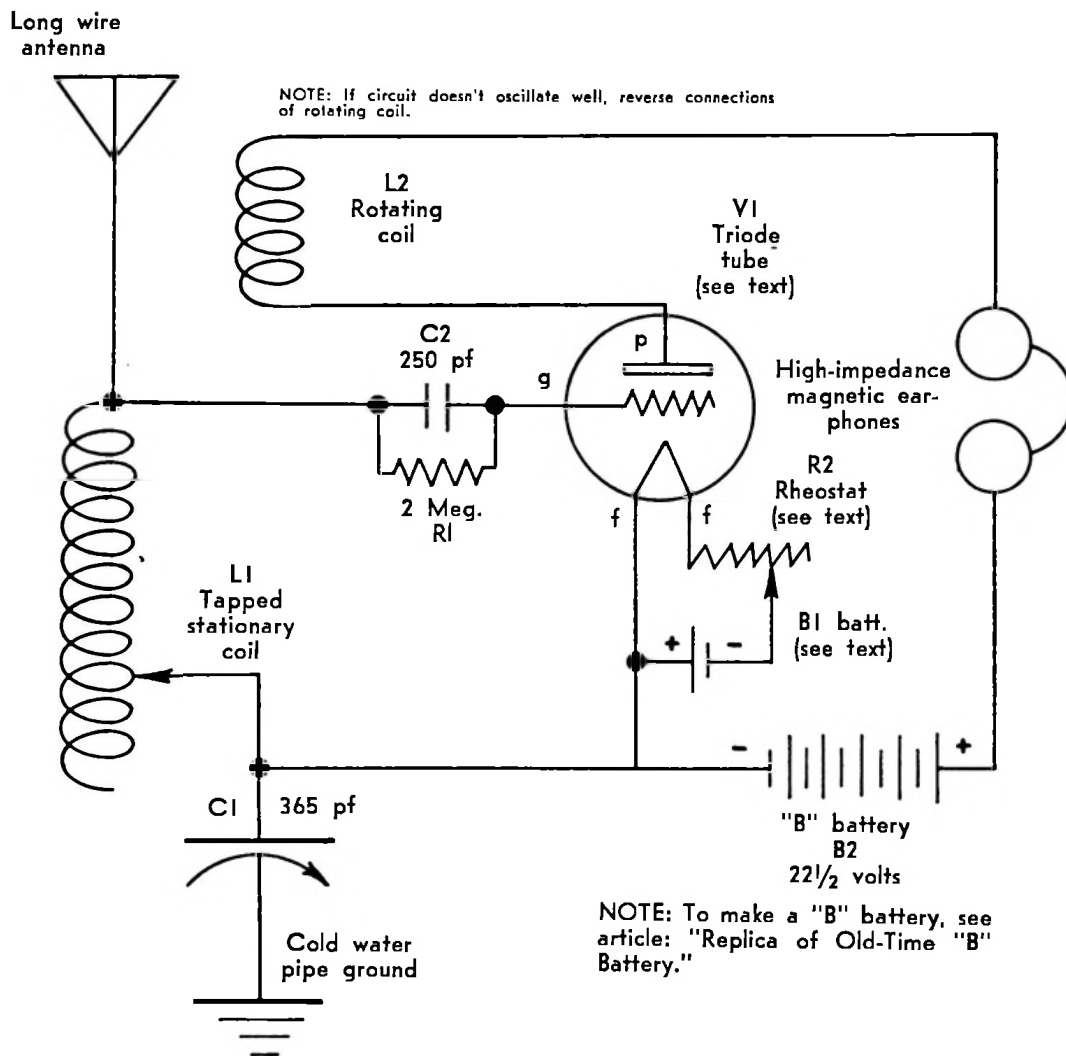 Long wire
antenna
NOTE: If circuit doesn't oscillate well, reverse connections
of rotating coil.
L2
Rotating
coil
V1
Triode
tube
(see text)
C2
250 pf
p
g
High-impedance
magnetic ear-
phones
2 Meg.
R1
f
f
R2
Rheostat
(see text)
L1
Tapped
stationary
coil
+
-
B1 batt.
(see text)
-
+
C1
365 pf
"B" battery
B2
22 1/2 volts
NOTE: To make a "B" battery, see
article: "Replica of Old-Time "B"
Battery."
Cold water
pipe ground